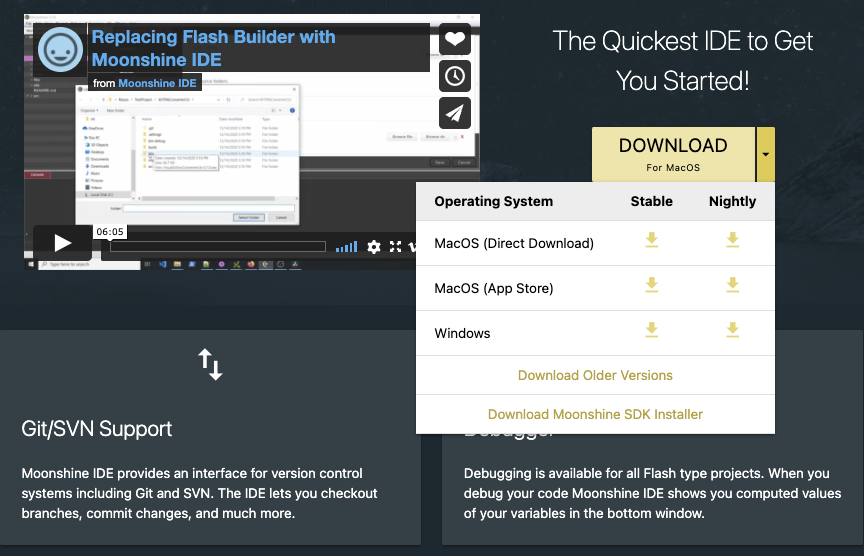 Replacing Flash Builder with
Moonshine IDE
from Moonshine IDE
06:05
The Quickest IDE to Get
You Started!
DOWNLOAD
For MacOS
Operating System Stable Nightly
MacOS (Direct Download)
MacOS (App Store)
Windows
Download Older Versions
Download Moonshine SDK Installer
Git/SVN Support
Moonshine IDE provides an interface for version control
systems including Git and SVN. The IDE lets you checkout
branches, commit changes, and much more.
Debugger
Debugging is available for all Flash type projects. When you
debug your code Moonshine IDE shows you computed values
of your variables in the bottom window.